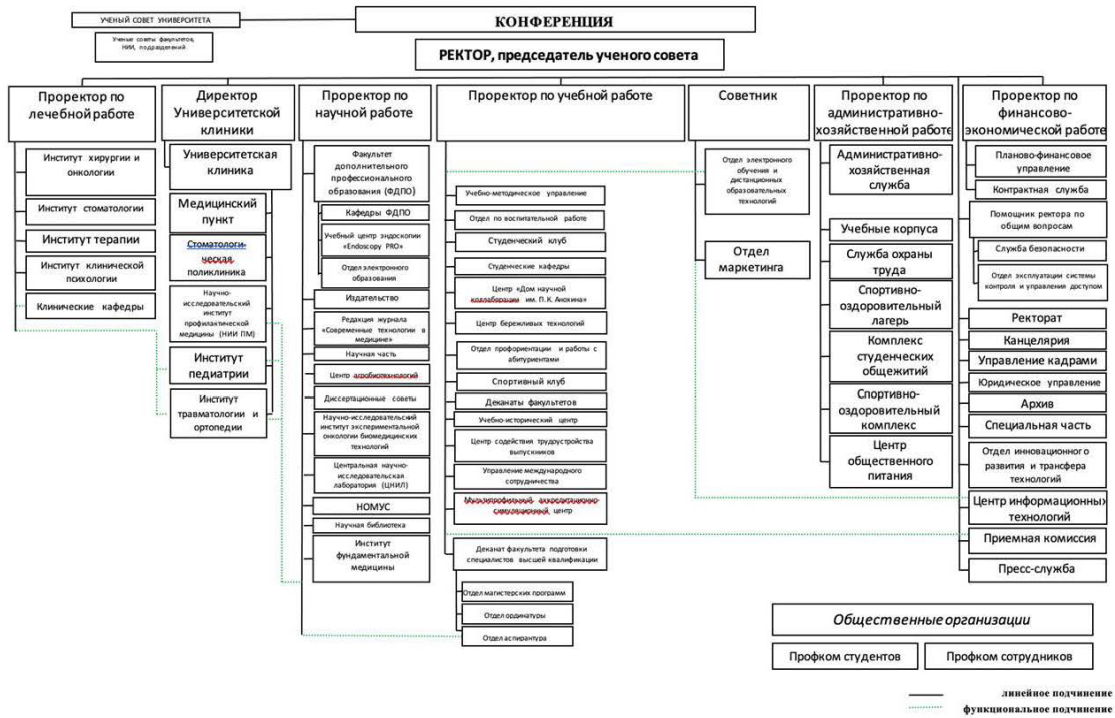 УЧЕНЫЙ СОВЕТ УНИВЕРСИТЕТА
Ученые советы факультетов,
НИИ, подразделений
КОНФЕРЕНЦИЯ
РЕКТОР, председатель ученого совета
Проректор по
лечебной работе
Институт хирургии и
онкологии
Институт стоматологии
Институт терапии
Институт клинической
психологии
Клинические кафедры
Директор
Университетской
клиники
Университетская
клиника
Медицинский
пункт
Стоматологи-
ческая
поликлиника
Научно-
исследовательский
институт
профилактической
медицины (НИИ ПМ)
Институт
педиатрии
Институт
травматологии и
ортопедии
Проректор по
научной работе
Факультет
дополнительного
профессионального
образования (ФДПО)
Кафедры ФДПО
Учебный центр эндоскопии
«Endoscopy PRO»
Отдел электронного
образования
Издательство
Редакция журнала
«Современные технологии в
медицине»
Научная часть
Центр агробиотехнологий
Диссертационные советы
Научно-исследовательский
институт экспериментальной
онкологии биомедицинских
технологий
Центральная научно-
исследовательская
лаборатория (ЦНИЛ)
НОМУС
Научная библиотека
Институт
фундаментальной
медицины
Проректор по учебной работе
Учебно-методическое управление
Отдел по воспитательной работе
Студенческий клуб
Студенческие кафедры
Центр «Дом научной
коллаборации им. П.К. Анохина»
Центр бережливых технологий
Отдел профориентации и работы с
абитуриентами
Спортивный клуб
Деканаты факультетов
Учебно-исторический центр
Центр содействия трудоустройства
выпускников
Управление международного
сотрудничества
Мультипрофильный аккредитационно-
симуляционный центр
Деканат факультета подготовки
специалистов высшей квалификации
Отдел магистерских программ
Отдел ординатуры
Отдел аспирантура
Советник
Отдел электронного
обучения и
дистанционных
образовательных
технологий
Отдел
маркетинга
Проректор по
административно-
хозяйственной работе
Административно-
хозяйственная
служба
Учебные корпуса
Служба охраны
труда
Спортивно-
оздоровительный
лагерь
Комплекс
студенческих
общежитий
Спортивно-
оздоровительный
комплекс
Центр
общественного
питания
Проректор по
финансово-
экономической работе
Планово-финансовое
управление
Контрактная служба
Помощник ректора по
общим вопросам
Служба безопасности
Отдел эксплуатации системы
контроля и управления доступом
Ректорат
Канцелярия
Управление кадрами
Юридическое управление
Архив
Специальная часть
Отдел инновационного
развития и трансфера
технологий
Центр информационных
технологий
Приемная комиссия
Пресс-служба
Общественные организации
Профком студентов
Профком сотрудников
линейное подчинение
функциональное подчинение